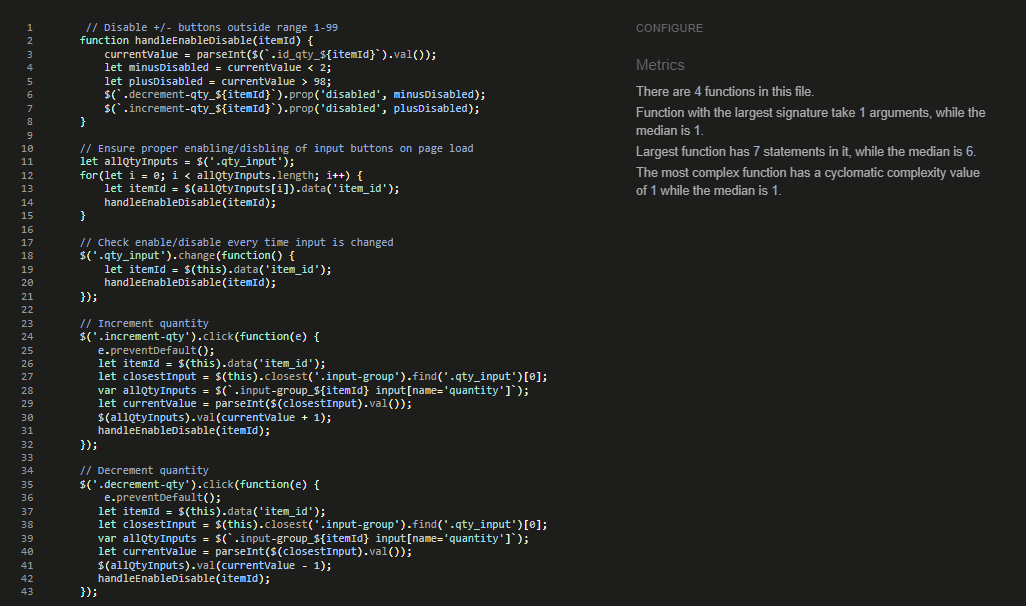 1 // Disable +/- buttons outside range 1-99
2 function handleEnableDisable(itemId) {
3     currentValue = parseInt($(`.id_qty_${itemId}`).val());
4     let minusDisabled = currentValue < 2;
5     let plusDisabled = currentValue > 98;
6     $(`.decrement-qty_${itemId}`).prop('disabled', minusDisabled);
7     $(`.increment-qty_${itemId}`).prop('disabled', plusDisabled);
8 }
9
10 // Ensure proper enabling/disbling of input buttons on page load
11 let allQtyInputs = $('.qty_input');
12 for(let i = 0; i < allQtyInputs.length; i++) {
13     let itemId = $(allQtyInputs[i]).data('item_id');
14     handleEnableDisable(itemId);
15 }
16
17 // Check enable/disable every time input is changed
18 $('.qty_input').change(function() {
19     let itemId = $(this).data('item_id');
20     handleEnableDisable(itemId);
21 });
22
23 // Increment quantity
24 $('.increment-qty').click(function(e) {
25    e.preventDefault();
26    let itemId = $(this).data('item_id');
27    let closestInput = $(this).closest('.input-group').find('.qty_input')[0];
28    var allQtyInputs = $(`.input-group_${itemId} input[name='quantity']`);
29    let currentValue = parseInt($(closestInput).val());
30    $(allQtyInputs).val(currentValue + 1);
31    handleEnableDisable(itemId);
32 });
33
34 // Decrement quantity
35 $('.decrement-qty').click(function(e) {
36     e.preventDefault();
37    let itemId = $(this).data('item_id');
38    let closestInput = $(this).closest('.input-group').find('.qty_input')[0];
39    var allQtyInputs = $(`.input-group_${itemId} input[name='quantity']`);
40    let currentValue = parseInt($(closestInput).val());
41    $(allQtyInputs).val(currentValue - 1);
42    handleEnableDisable(itemId);
43 });
CONFIGURE
Metrics
There are 4 functions in this file.
Function with the largest signature take 1 arguments, while the
median is 1.
Largest function has 7 statements in it, while the median is 6.
The most complex function has a cyclomatic complexity value
of 1 while the median is 1.